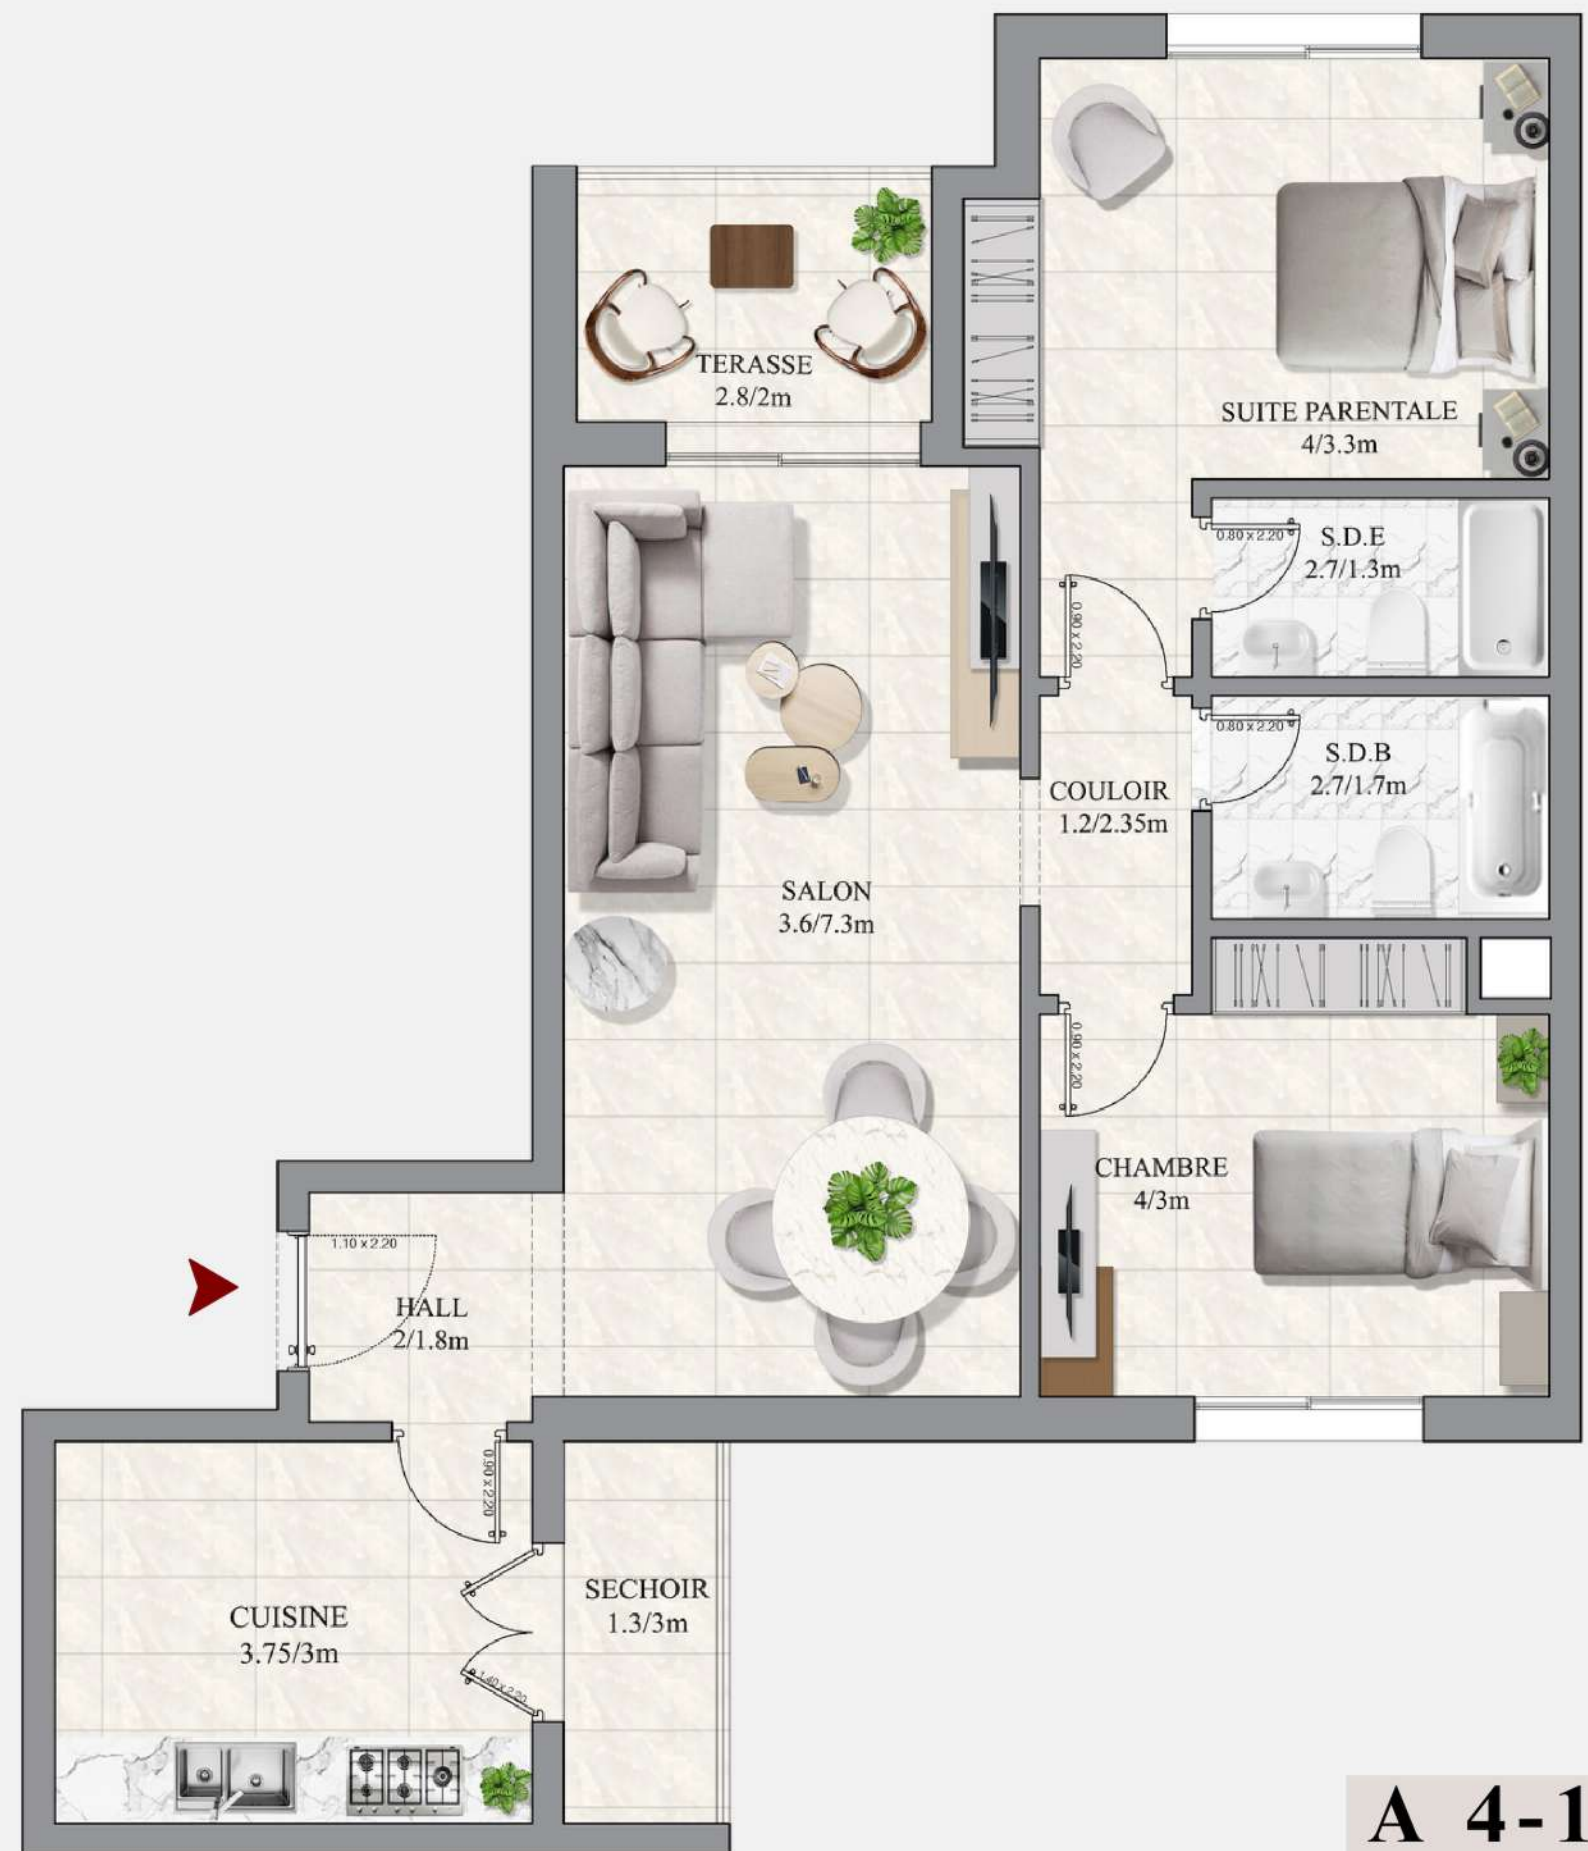 TERASSE
2.8/2m
SUITE PARENTALE
4/3.3m
0.80 x 2.20
S.D.E
2.7/1.3m
0.90 x 2.20
0.80 x 2.20
S.D.B
2.7/1.7m
COULOIR
1.2/2.35m
SALON
3.6/7.3m
0.90 x 2.20
CHAMBRE
4/3m
1.10 x 2.20
HALL
2/1.8m
0.90 x 2.20
SECHOIR
1.3/3m
CUISINE
3.75/3m
1.40 x 2.20
A 4-1